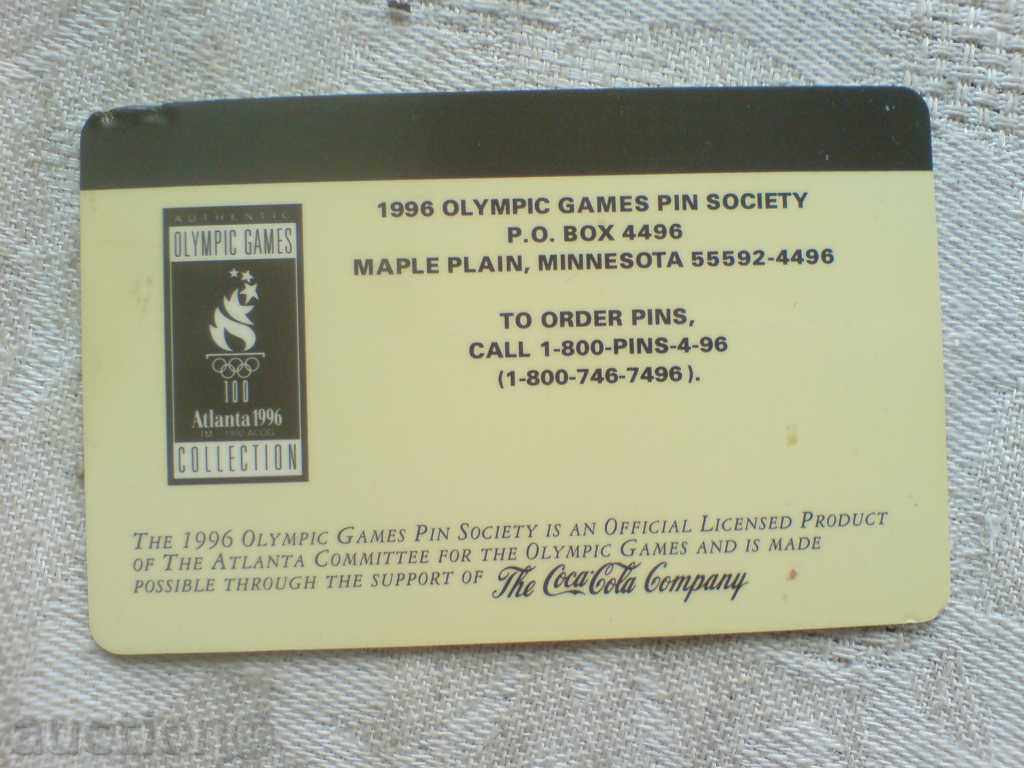 AUTHENTIC
OLYMPIC GAMES
100
Atlanta 1996
COLLECTION
1996 OLYMPIC GAMES PIN SOCIETY
P.O. BOX 4496
MAPLE PLAIN, MINNESOTA 55592-4496
TO ORDER PINS,
CALL 1-800-PINS-4-96
(1-800-746-7496).
THE 1996 OLYMPIC GAMES PIN SOCIETY IS AN OFFICIAL LICENSED PRODUCT
OF THE ATLANTA COMMITTEE FOR THE OLYMPIC GAMES AND IS MADE
POSSIBLE THROUGH THE SUPPORT OF The Coca-Cola Company